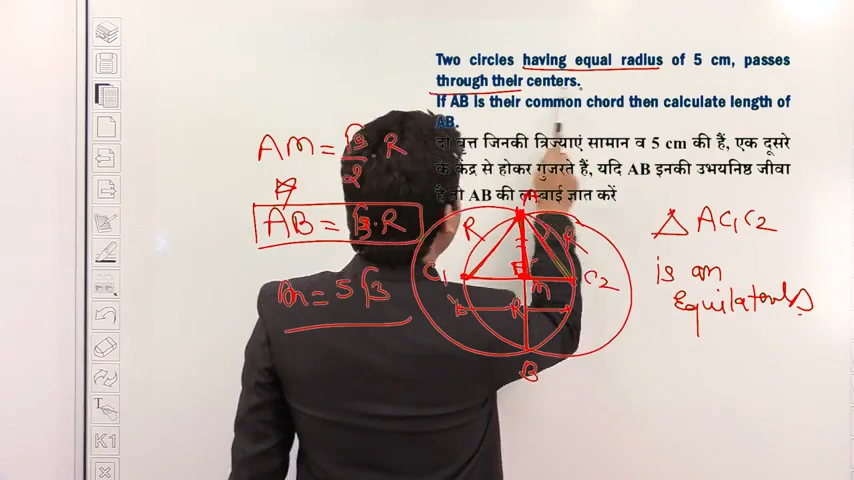 Two circles having equal radius of 5 cm, passes
through their centers.
If AB is their common chord then calculate length of
AB.
दो वृत्त जिनकी त्रिज्याएं सामान व 5 cm की हैं, एक दूसरे
के केंद्र से होकर गुजरते हैं, यदि AB इनकी उभयनिष्ठ जीवा
है तो AB की लम्बाई ज्ञात करें
AM = √3/2 · R
AB = √3 · R
= 5√3
A
R
R
C1
M
C2
R
B
△ AC1C2
is an
Equilateral
T
K1